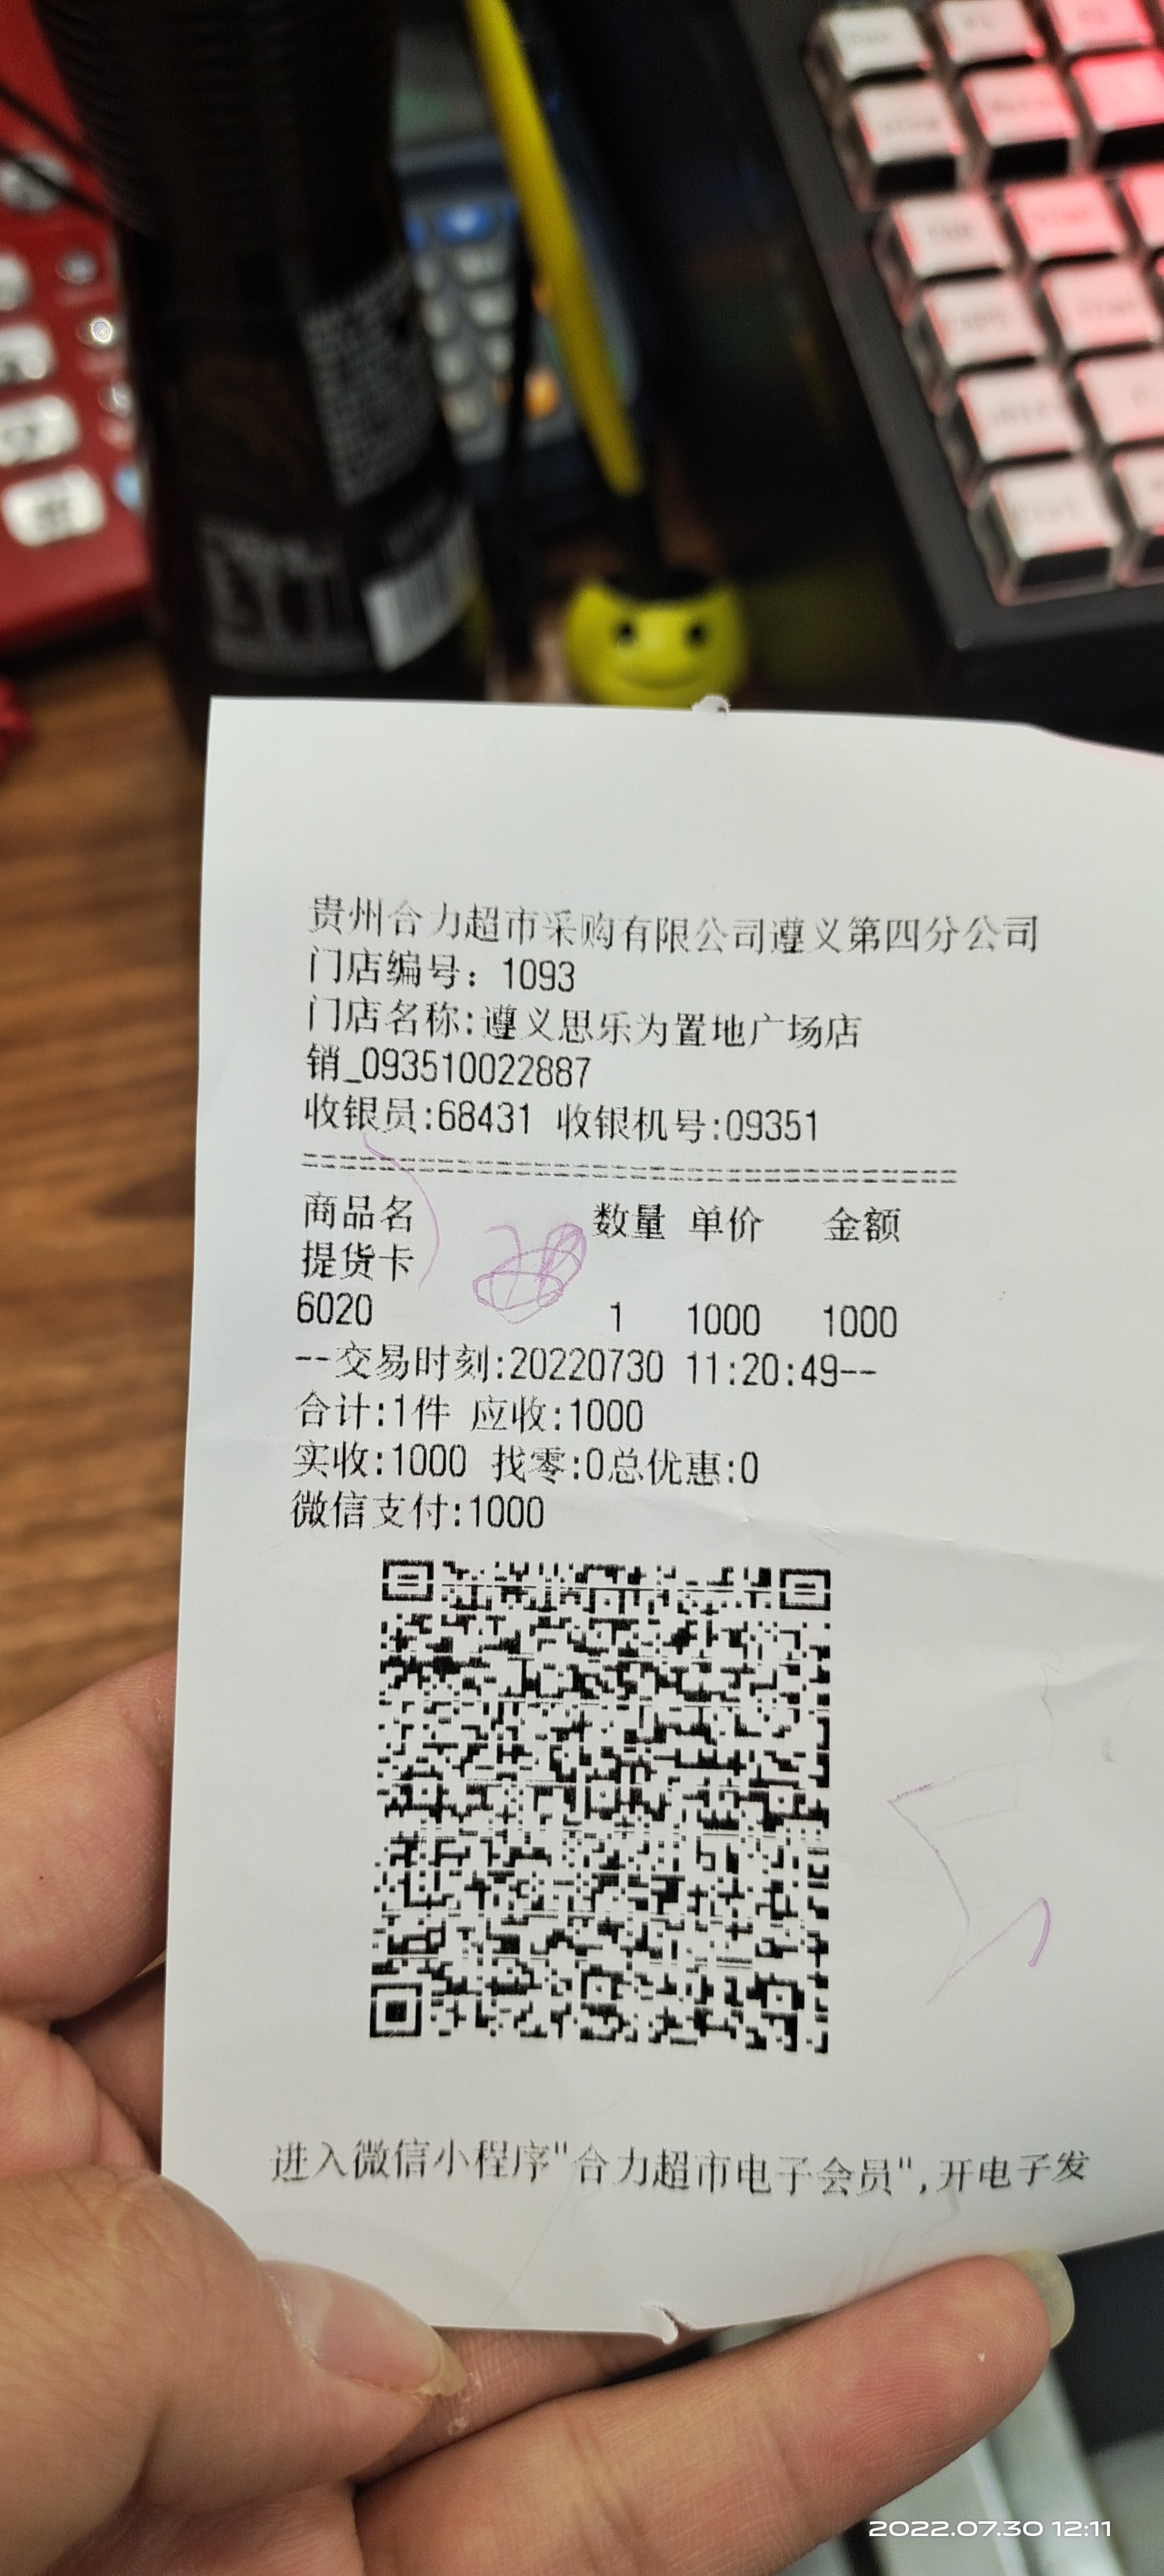 贵州合力超市采购有限公司遵义第四分公司
门店编号：1093
门店名称:遵义思乐为置地广场店
销_093510022887
收银员:68431 收银机号:09351
商品名 数量 单价 金额
提货卡
6020 1 1000 1000
--交易时刻:20220730 11:20:49--
合计:1件 应收:1000
实收:1000 找零:0总优惠:0
微信支付:1000
进入微信小程序"合力超市电子会员",开电子发
2022.07.30 12:11